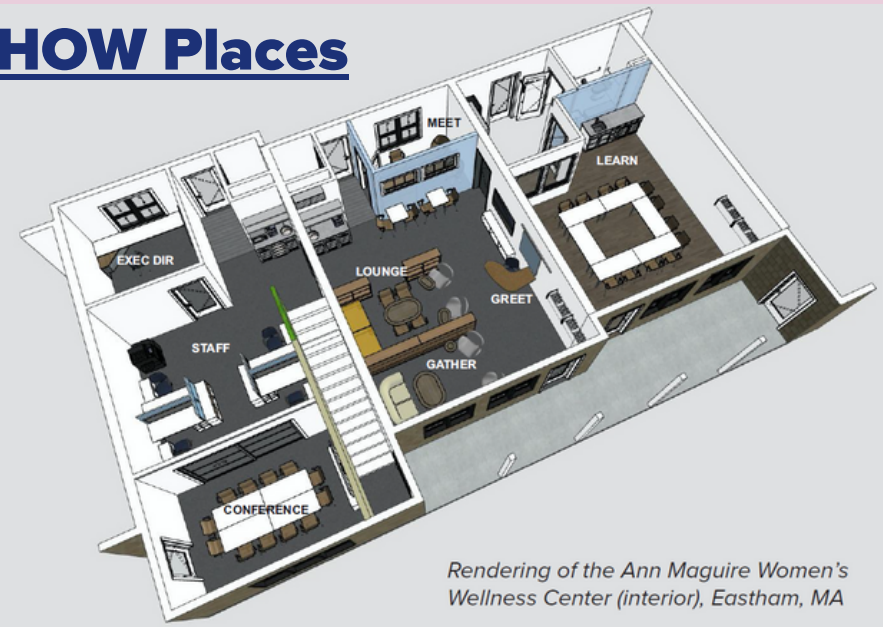 HOW Places
MEET
LEARN
EXEC DIR
LOUNGE
GREET
STAFF
GATHER
CONFERENCE
Rendering of the Ann Maguire Women's
Wellness Center (interior), Eastham, MA